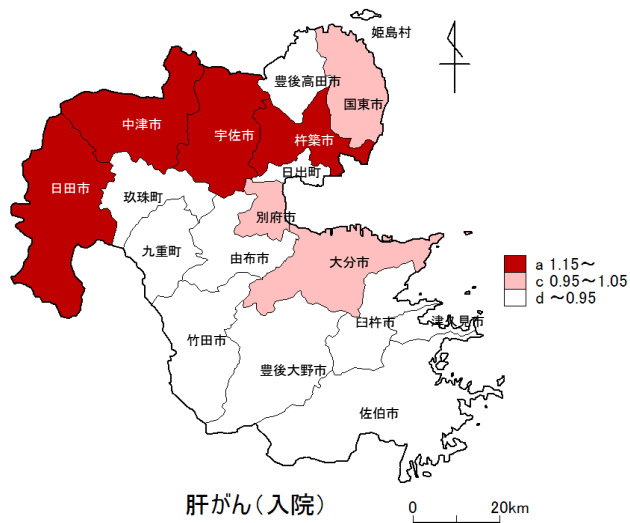 姫島村
豊後高田市
国東市
中津市
宇佐市
杵築市
日出町
日田市
玖珠町
別府市
九重町
由布市
大分市
a 1.15～
c 0.95～1.05
d ～0.95
臼杵市
津久見市
竹田市
豊後大野市
佐伯市
肝がん（入院）
0 20km